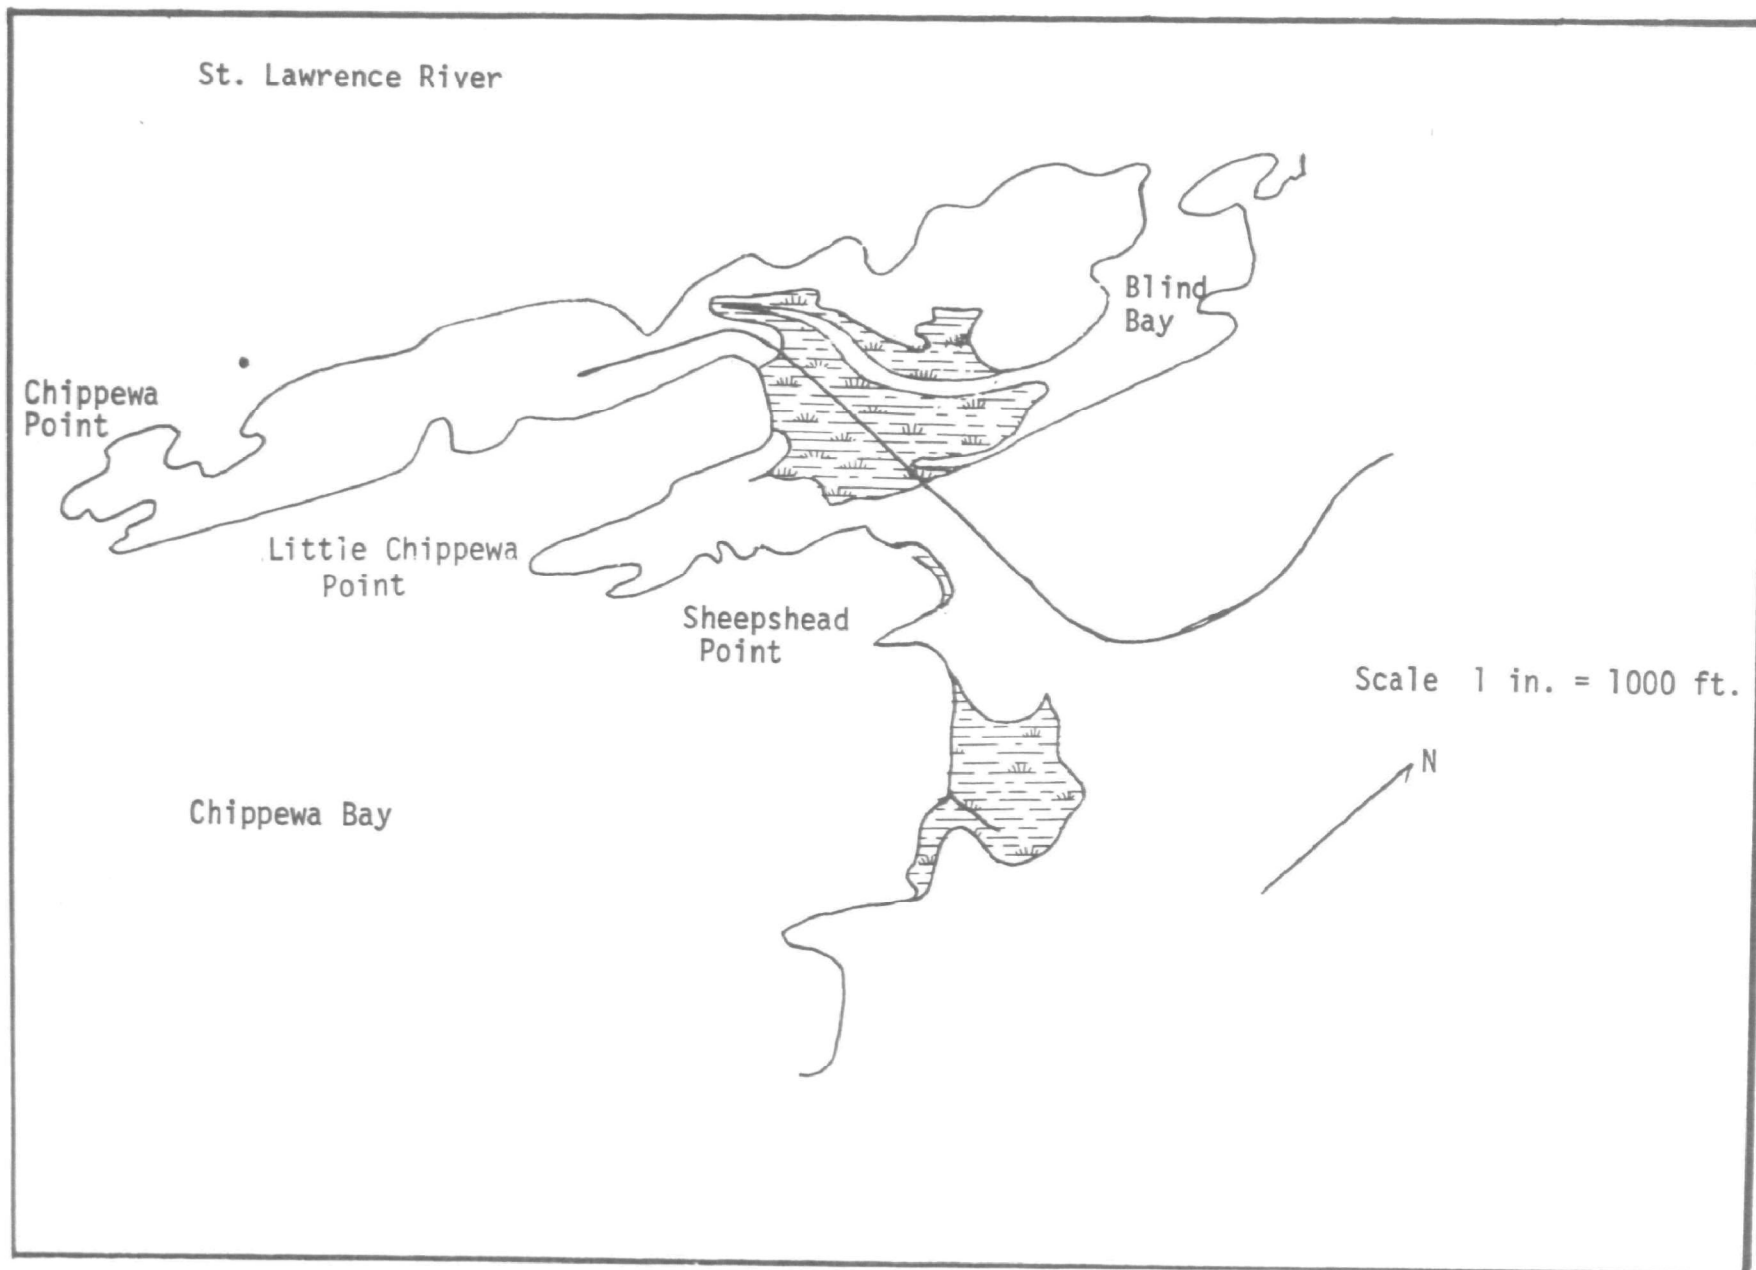 St. Lawrence River
Blind
Bay
Chippewa
Point
Little Chippewa
Point
Sheepshead
Point
Scale 1 in. = 1000 ft.
N
Chippewa Bay